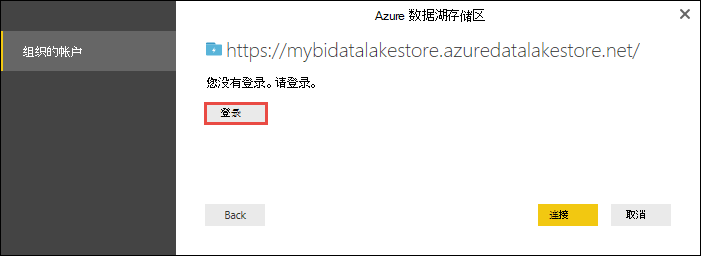 Azure 数据湖存储区
组织的帐户
https://mybidatalakestore.azuredatalakestore.net/
您没有登录。请登录。
登录
Back
连接
取消